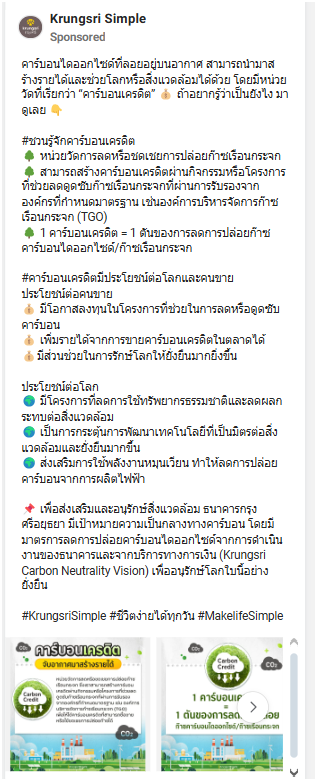 Krungsri Simple
Sponsored
คาร์บอนไดออกไซด์ที่ลอยอยู่บนอากาศ สามารถนำมาส
ร้างรายได้และช่วยโลกหรือสิ่งแวดล้อมได้ด้วย โดยมีหน่วย
วัดที่เรียกว่า “คาร์บอนเครดิต” 💰 ถ้าอยากรู้ว่าเป็นยังไง มา
ดูเลย 👇
#ชวนรู้จักคาร์บอนเครดิต
🌳 หน่วยวัดการลดหรือชดเชยการปล่อยก๊าซเรือนกระจก
🌳 สามารถสร้างคาร์บอนเครดิตผ่านกิจกรรมหรือโครงการ
ที่ช่วยลดดูดซับก๊าซเรือนกระจกที่ผ่านการรับรองจาก
องค์กรที่กำหนดมาตรฐาน เช่นองค์การบริหารจัดการก๊าซ
เรือนกระจก (TGO)
🌳 1 คาร์บอนเครดิต = 1 ตันของการลดการปล่อยก๊าซ
คาร์บอนไดออกไซด์/ก๊าซเรือนกระจก
#คาร์บอนเครดิตมีประโยชน์ต่อโลกและคนขาย
ประโยชน์ต่อคนขาย
💰 มีโอกาสลงทุนในโครงการที่ช่วยในการลดหรือดูดซับ
คาร์บอน
💰 เพิ่มรายได้จากการขายคาร์บอนเครดิตในตลาดได้
💰มีส่วนช่วยในการรักษ์โลกให้ยั่งยืนมากยิ่งขึ้น
ประโยชน์ต่อโลก
🌎 มีโครงการที่ลดการใช้ทรัพยากรธรรมชาติและลดผลก
ระทบต่อสิ่งแวดล้อม
🌎 เป็นการกระตุ้นการพัฒนาเทคโนโลยีที่เป็นมิตรต่อสิ่ง
แวดล้อมและยั่งยืนมากขึ้น
🌎 ส่งเสริมการใช้พลังงานหมุนเวียน ทำให้ลดการปล่อย
คาร์บอนจากการผลิตไฟฟ้า
📌 เพื่อส่งเสริมและอนุรักษ์สิ่งแวดล้อม ธนาคารกรุง
ศรีอยุธยา มีเป้าหมายความเป็นกลางทางคาร์บอน โดยมี
มาตรการลดการปล่อยคาร์บอนไดออกไซด์จากการดำเนิน
งานของธนาคารและจากบริการทางการเงิน (Krungsri
Carbon Neutrality Vision) เพื่ออนุรักษ์โลกใบนี้อย่าง
ยั่งยืน
#KrungsriSimple #ชีวิตง่ายได้ทุกวัน #MakelifeSimple
คาร์บอนเครดิต
จับอากาศมาสร้างรายได้
Carbon
Credit
CO₂
CO₂
Carbon
Credit
1 คาร์บอนเครดิต
=
1 ตันของการลด
ก๊าซคาร์บอนไดออกไซด์/ก๊าซเรือนกระจก